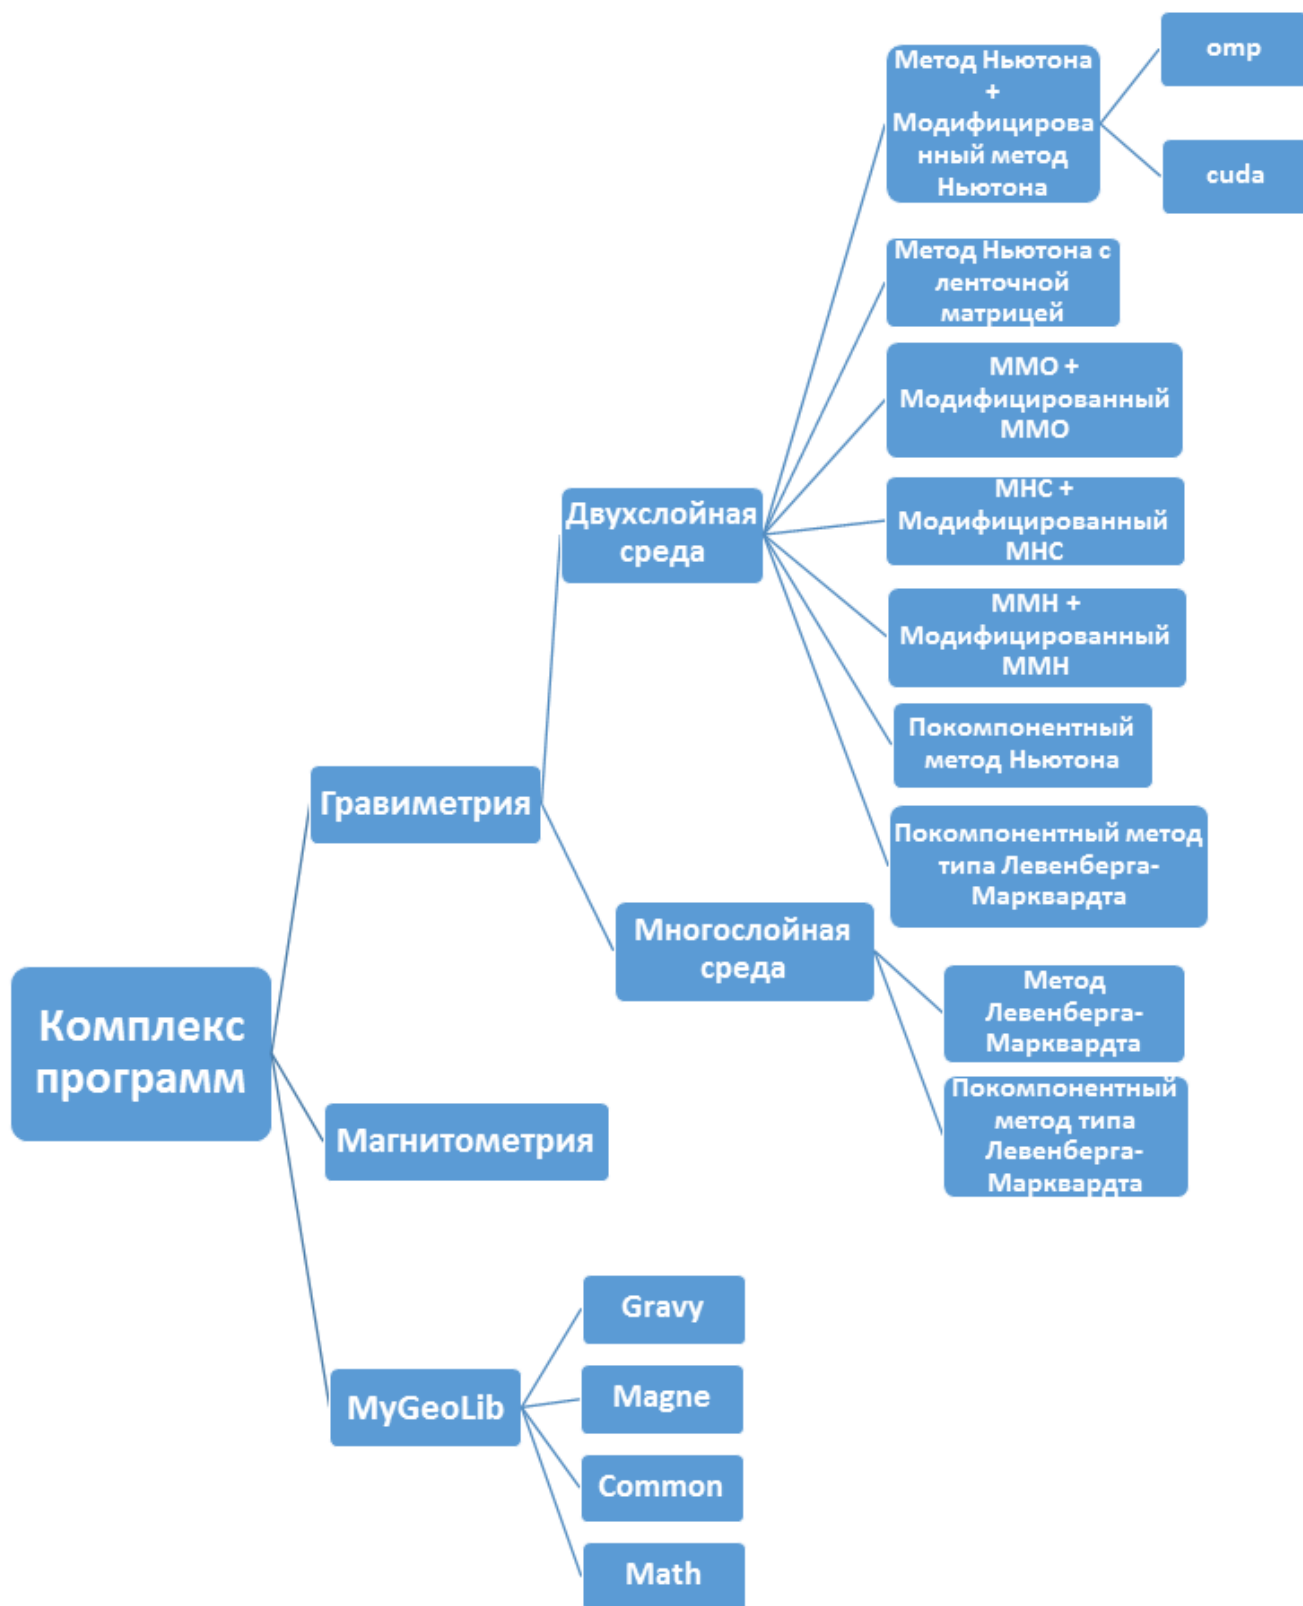 omp
Метод Ньютона
+
Модифицирова
нный метод
Ньютона
cuda
Метод Ньютона с
ленточной
матрицей
ММО +
Модифицированный
ММО
МНС +
Модифицированный
МНС
ММН +
Модифицированный
ММН
Двухслойная
среда
Покомпонентный
метод Ньютона
Покомпонентный метод
типа Левенберга-
Марквардта
Гравиметрия
Многослойная
среда
Метод
Левенберга-
Марквардта
Покомпонентный
метод типа
Левенберга-
Марквардта
Комплекс
программ
Магнитометрия
MyGeoLib
Gravy
Magne
Common
Math